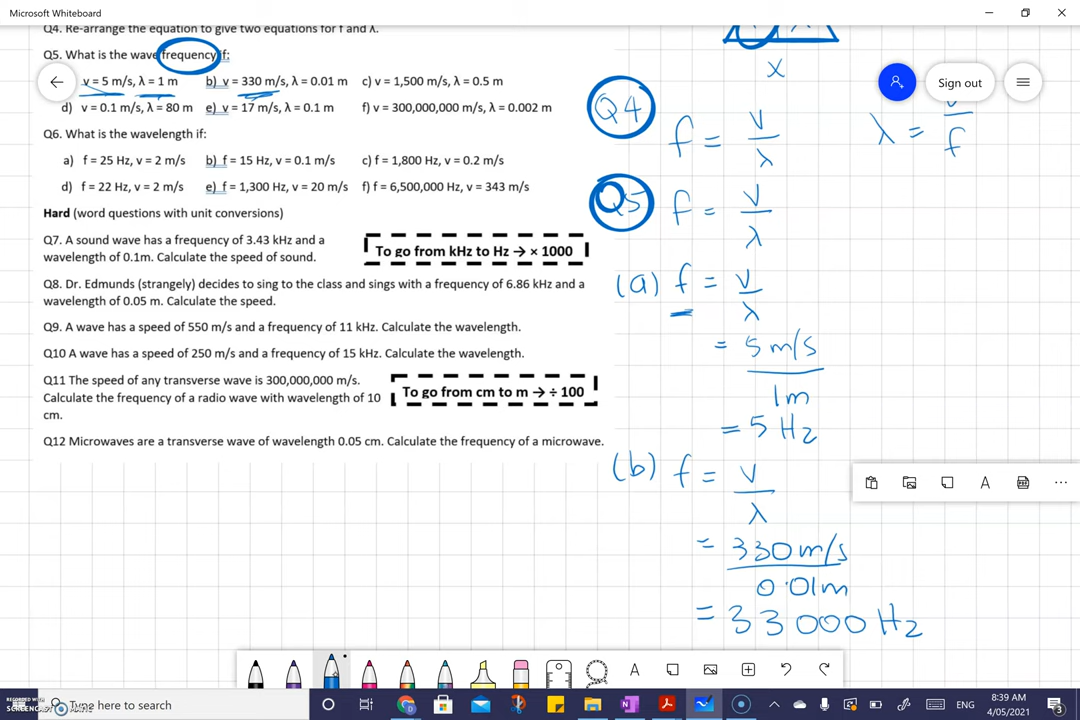 Microsoft Whiteboard
Q4. Re-arrange the equation to give two equations for f and λ.
Q5. What is the wave frequency if:
v = 5 m/s, λ = 1 m b) v = 330 m/s, λ = 0.01 m c) v = 1,500 m/s, λ = 0.5 m
d) v = 0.1 m/s, λ = 80 m e) v = 17 m/s, λ = 0.1 m f) v = 300,000,000 m/s, λ = 0.002 m
Q6. What is the wavelength if:
a) f = 25 Hz, v = 2 m/s b) f = 15 Hz, v = 0.1 m/s c) f = 1,800 Hz, v = 0.2 m/s
d) f = 22 Hz, v = 2 m/s e) f = 1,300 Hz, v = 20 m/s f) f = 6,500,000 Hz, v = 343 m/s
Hard (word questions with unit conversions)
Q7. A sound wave has a frequency of 3.43 kHz and a
wavelength of 0.1m. Calculate the speed of sound.
To go from kHz to Hz → × 1000
Q8. Dr. Edmunds (strangely) decides to sing to the class and sings with a frequency of 6.86 kHz and a
wavelength of 0.05 m. Calculate the speed.
Q9. A wave has a speed of 550 m/s and a frequency of 11 kHz. Calculate the wavelength.
Q10 A wave has a speed of 250 m/s and a frequency of 15 kHz. Calculate the wavelength.
Q11 The speed of any transverse wave is 300,000,000 m/s.
Calculate the frequency of a radio wave with wavelength of 10
cm.
To go from cm to m → ÷ 100
Q12 Microwaves are a transverse wave of wavelength 0.05 cm. Calculate the frequency of a microwave.
x
Sign out
Q4
f = v
λ
λ = v
f
Q5
f = v
λ
(a) f = v
λ
= 5 m/s
1m
= 5 Hz
(b) f = v
λ
= 330 m/s
0.01m
= 33 000 Hz
RECORDED WITH
SCREENCAST-O-MATIC
Type here to search
ENG
8:39 AM
4/05/2021
3